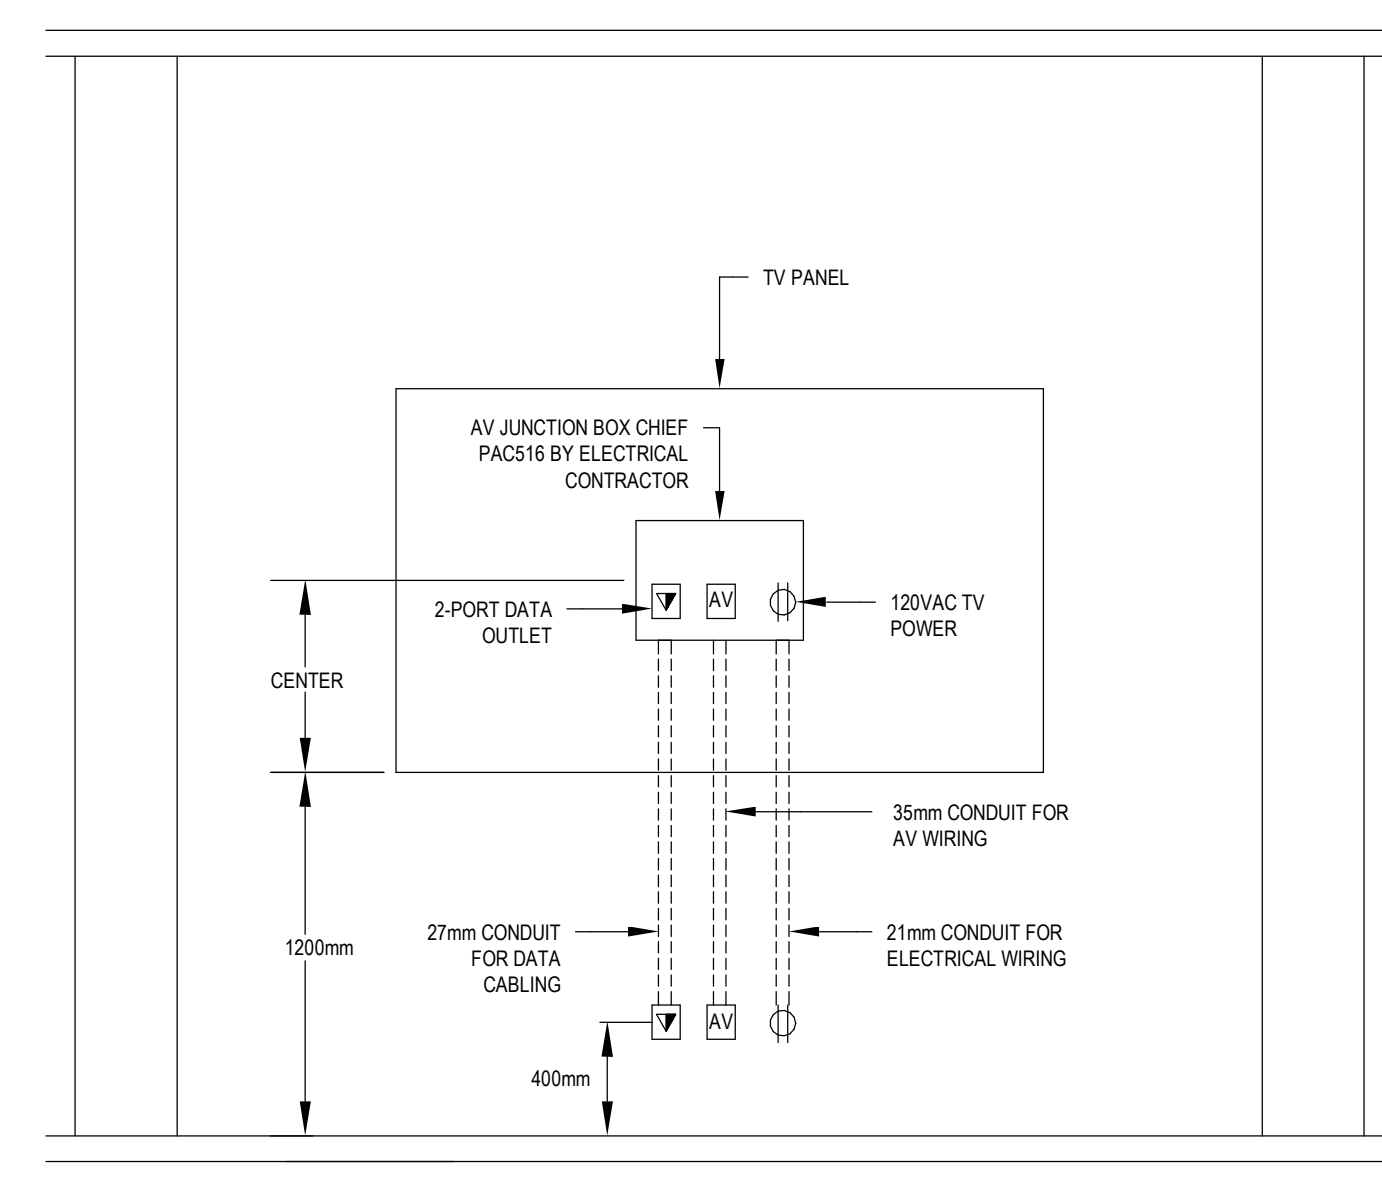 TV PANEL
AV JUNCTION BOX CHIEF
PAC516 BY ELECTRICAL
CONTRACTOR
2-PORT DATA
OUTLET
AV
120VAC TV
POWER
CENTER
35mm CONDUIT FOR
AV WIRING
27mm CONDUIT
FOR DATA
CABLING
21mm CONDUIT FOR
ELECTRICAL WIRING
1200mm
AV
400mm